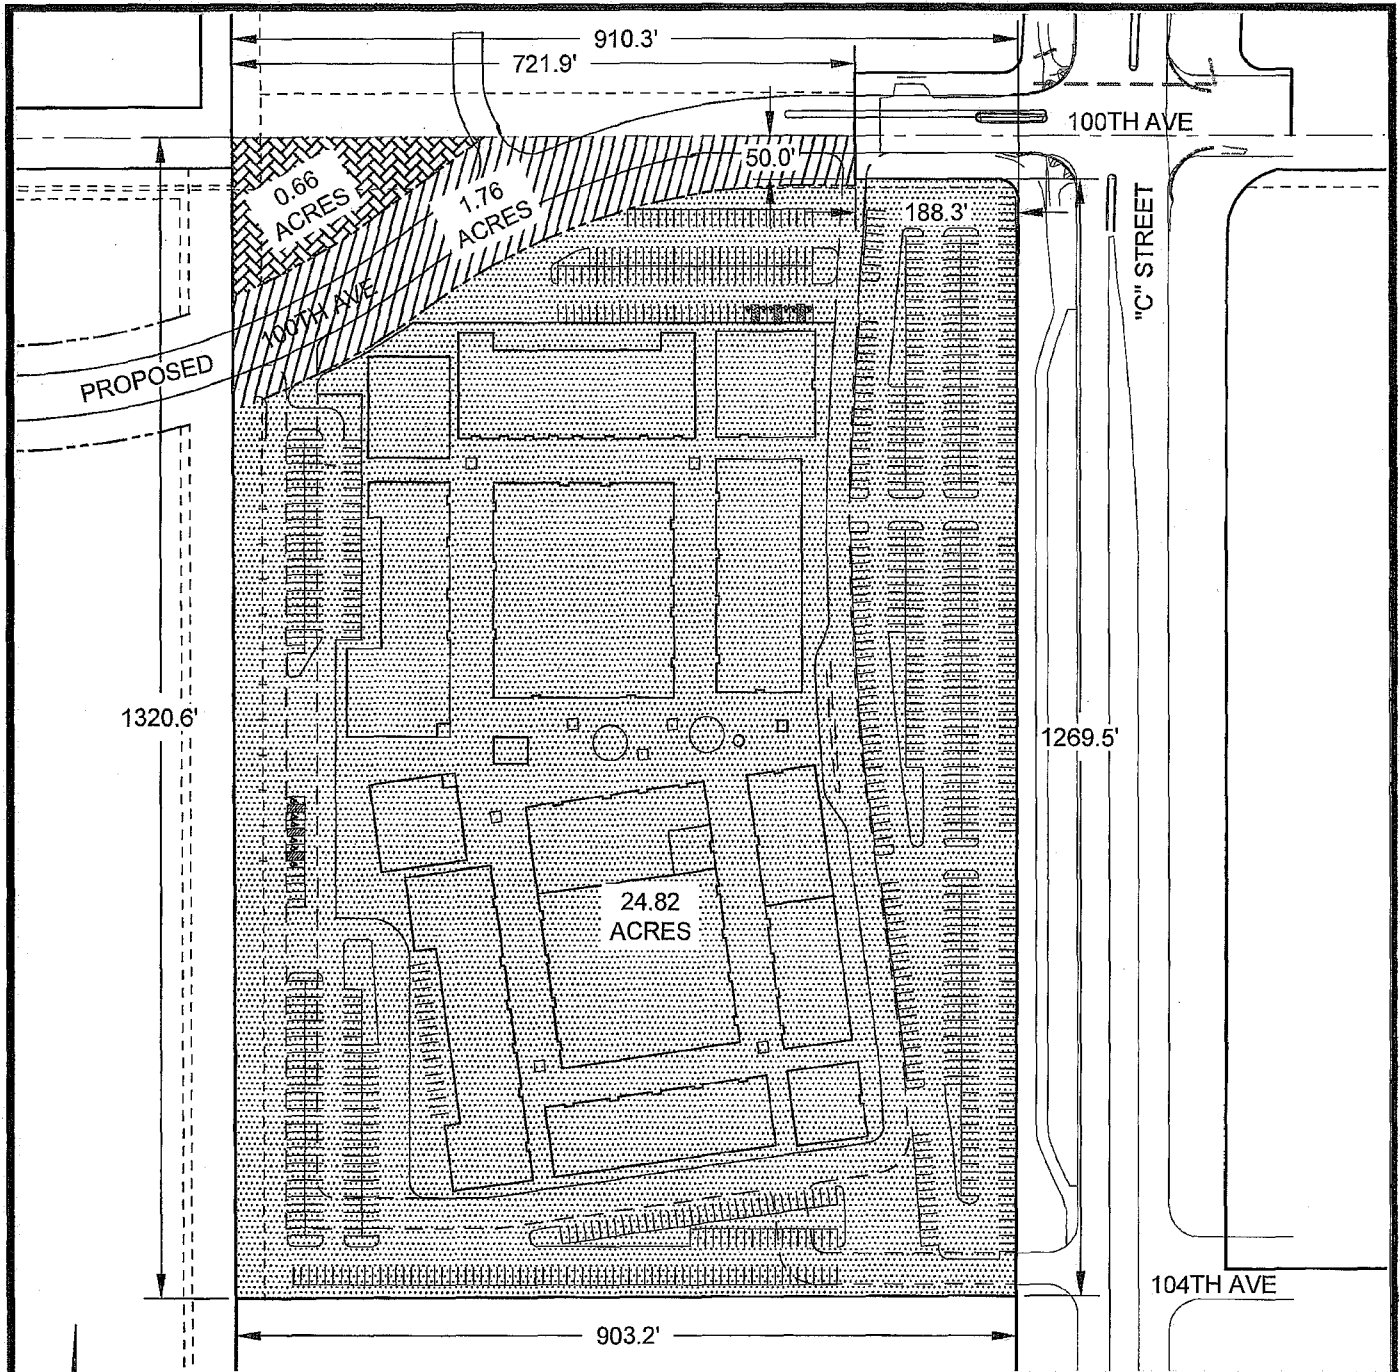 910.3'
721.9'
100TH AVE
50.0'
0.66
ACRES
1.76
ACRES
188.3'
"C" STREET
100TH AVE
PROPOSED
1320.6'
1269.5'
24.82
ACRES
104TH AVE
903.2'